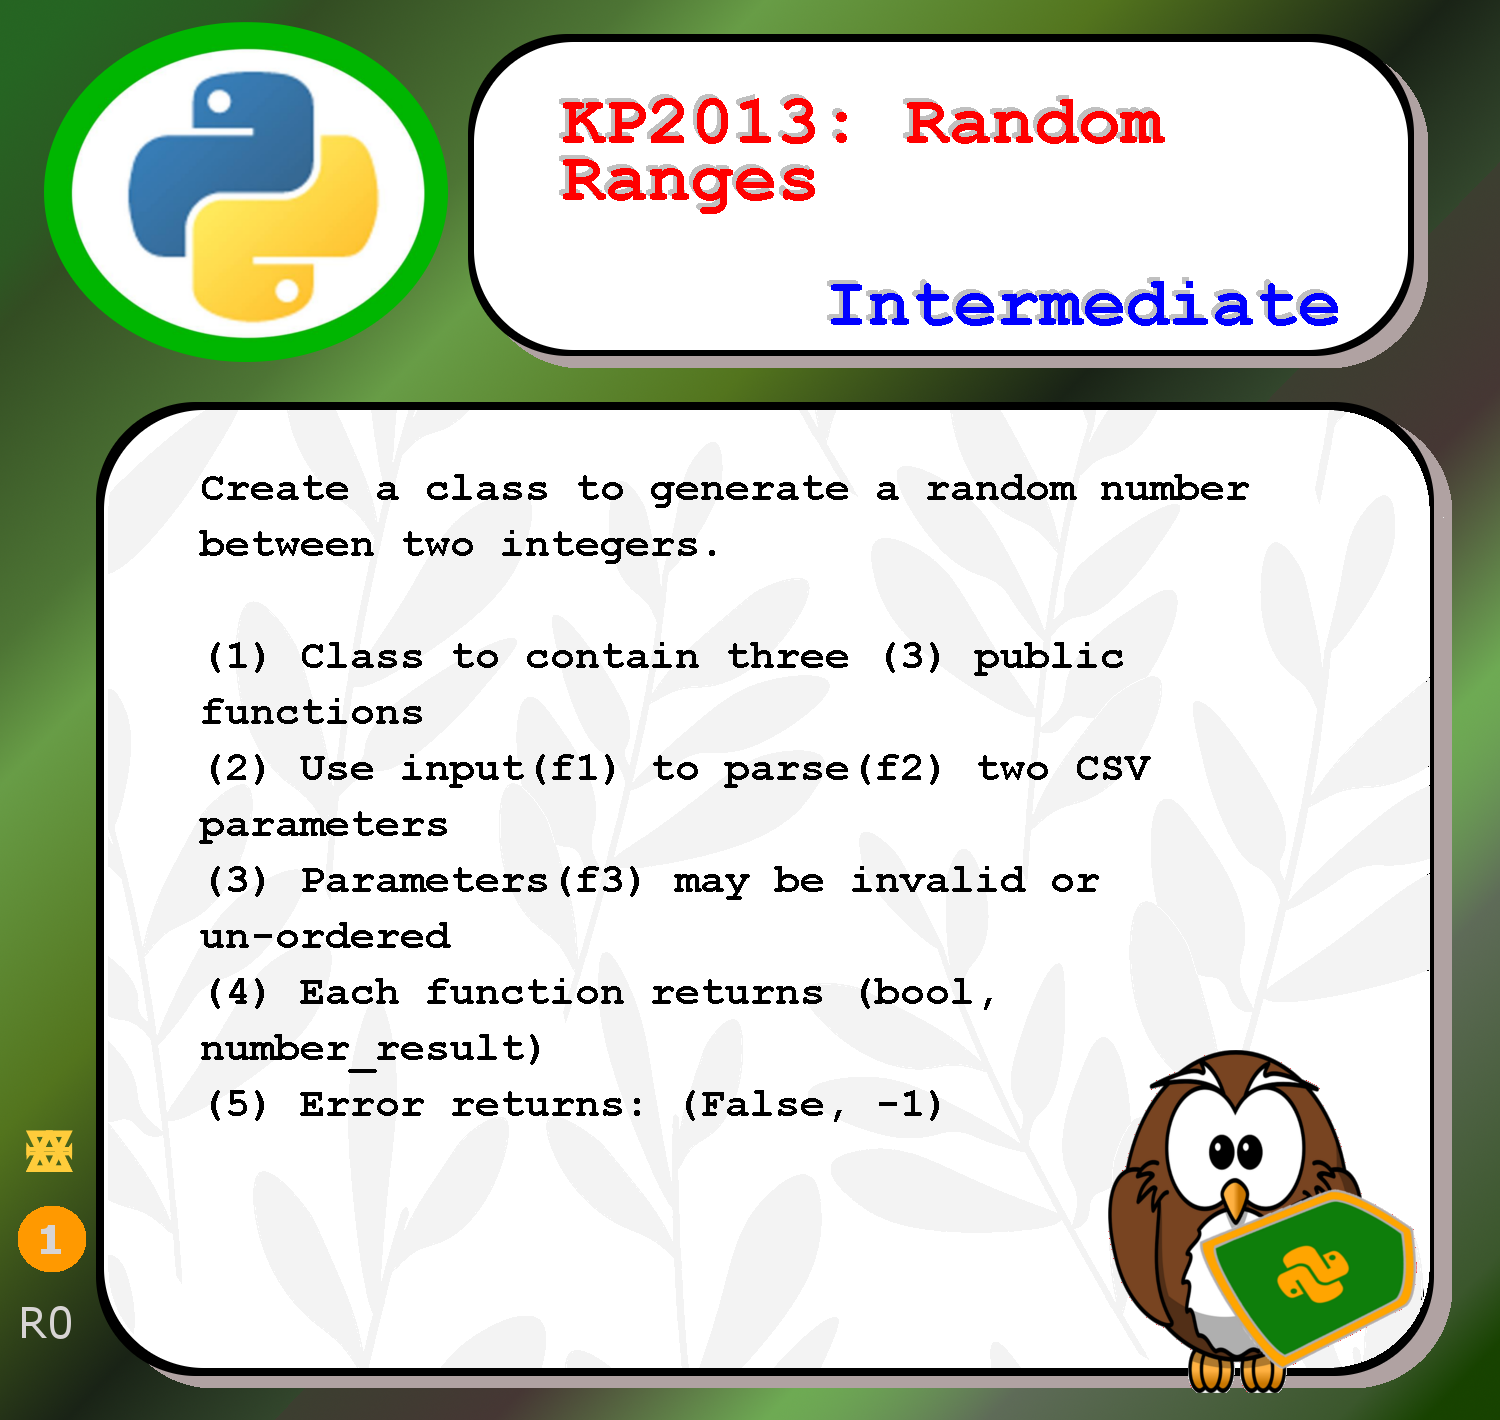 KP2013: Random
Ranges
Intermediate
Create a class to generate a random number
between two integers.
(1) Class to contain three (3) public
functions
(2) Use input(f1) to parse(f2) two CSV
parameters
(3) Parameters(f3) may be invalid or
un-ordered
(4) Each function returns (bool,
number_result)
(5) Error returns: (False, -1)
1
R0